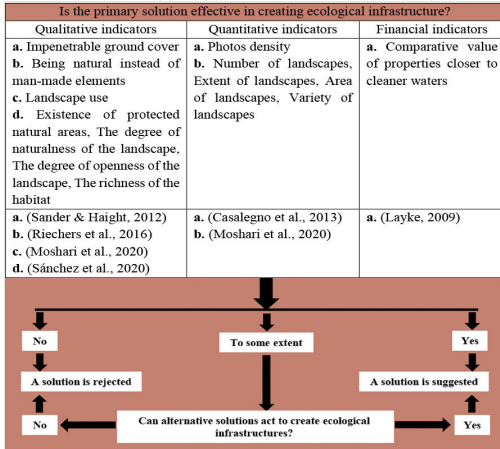 Is the primary solution effective in creating ecological infrastructure?
Qualitative indicators
a. Impenetrable ground cover
b. Being natural instead of
man-made elements
c. Landscape use
d. Existence of protected
natural areas, The degree of
naturalness of the landscape,
The degree of openness of the
landscape, The richness of the
habitat
Quantitative indicators
a. Photos density
b. Number of landscapes,
Extent of landscapes, Area
of landscapes, Variety of
landscapes
Financial indicators
a. Comparative value
of properties closer to
cleaner waters
a. (Sander & Haight, 2012)
b. (Riechers et al., 2016)
c. (Moshari et al., 2020)
d. (Sánchez et al., 2020)
a. (Casalegno et al., 2013)
b. (Moshari et al., 2020)
a. (Layke, 2009)
No
To some extent
Yes
A solution is rejected
A solution is suggested
No
Can alternative solutions act to create ecological
infrastructures?
Yes